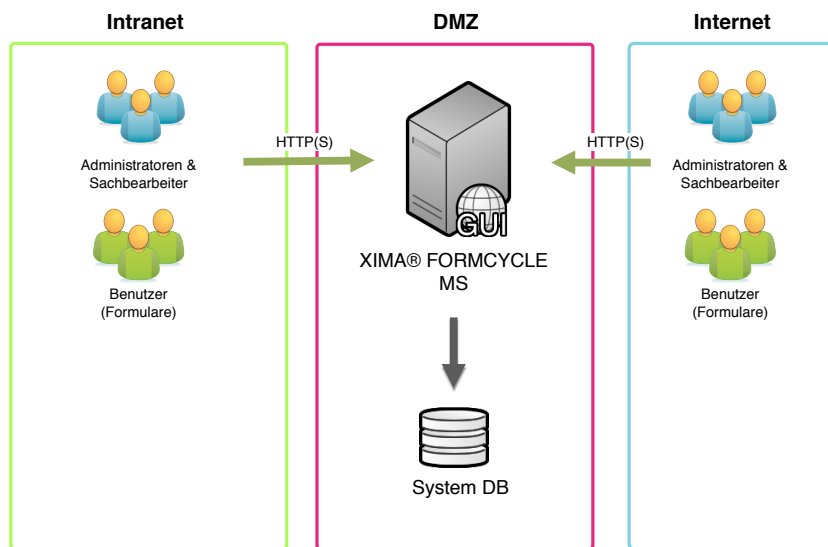 Intranet
DMZ
Internet
HTTP(S)
HTTP(S)
Administratoren &
Sachbearbeiter
GUI
Administratoren &
Sachbearbeiter
XIMA® FORMCYCLE
MS
Benutzer
(Formulare)
Benutzer
(Formulare)
System DB